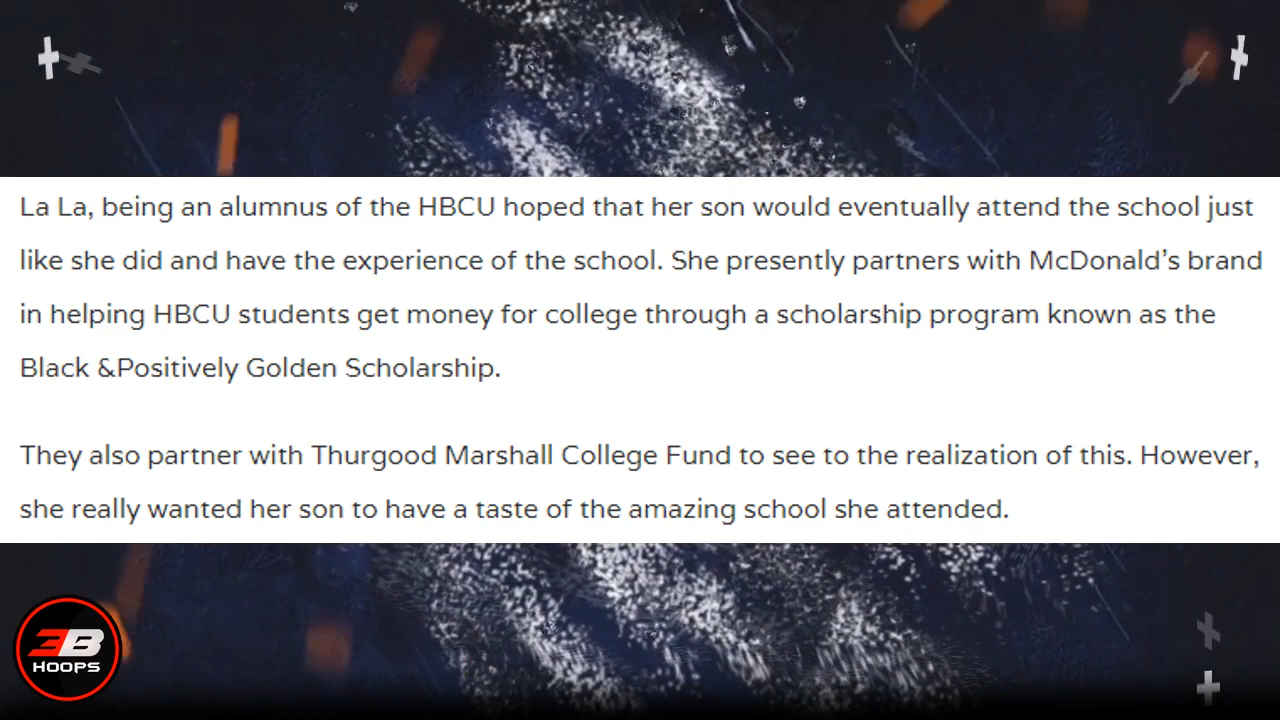 La La, being an alumnus of the HBCU hoped that her son would eventually attend the school just
like she did and have the experience of the school. She presently partners with McDonald’s brand
in helping HBCU students get money for college through a scholarship program known as the
Black &Positively Golden Scholarship.
They also partner with Thurgood Marshall College Fund to see to the realization of this. However,
she really wanted her son to have a taste of the amazing school she attended.
3B
HOOPS